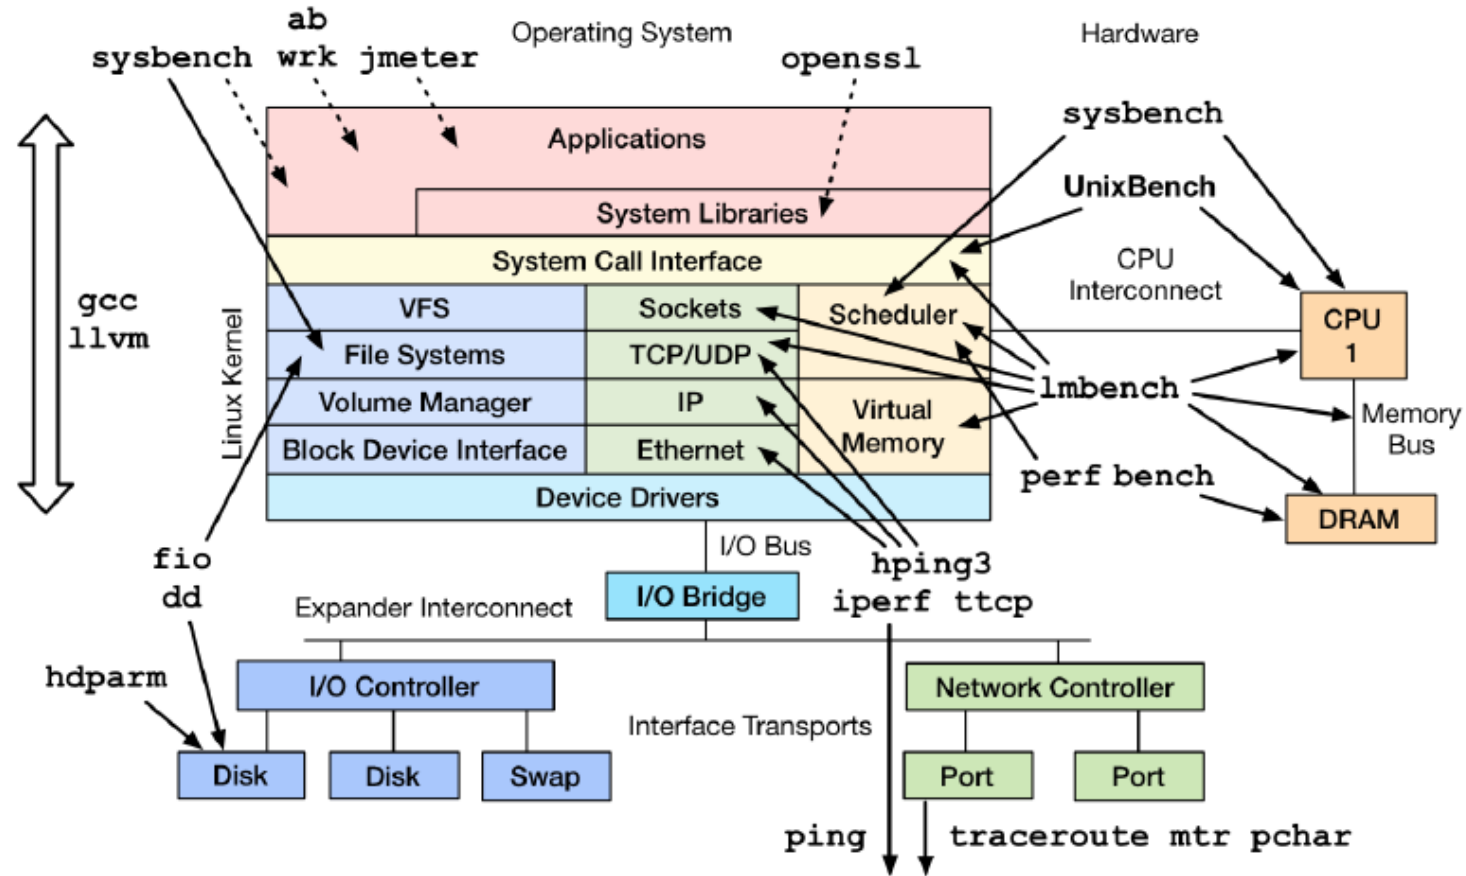 ab
Operating System
Hardware
sysbench
wrk
jmeter
openssl
sysbench
Applications
UnixBench
System Libraries
System Call Interface
CPU
Interconnect
gcc
llvm
Linux Kernel
VFS
Sockets
Scheduler
CPU
1
File Systems
TCP/UDP
lmbench
Volume Manager
IP
Virtual
Memory
Memory
Bus
Block Device Interface
Ethernet
perf bench
Device Drivers
DRAM
I/O Bus
fio
dd
hping3
iperf ttcp
Expander Interconnect
I/O Bridge
hdparm
I/O Controller
Network Controller
Interface Transports
Disk
Disk
Swap
Port
Port
ping
traceroute mtr pchar